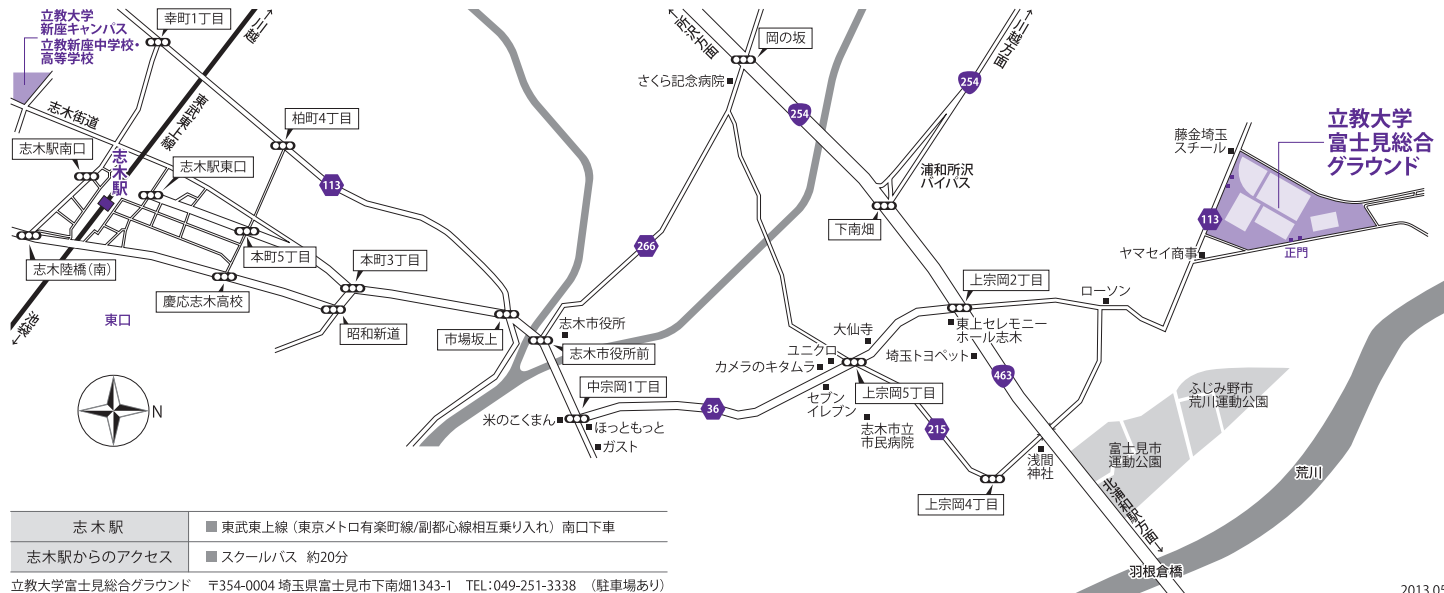 立教大学
新座キャンパス
立教新座中学校・
高等学校
幸町1丁目
→川越
志木街道
東武東上線
柏町4丁目
志木駅南口
志木駅
志木駅東口
113
志木陸橋(南)
本町5丁目
本町3丁目
慶応志木高校
昭和新道
東口
池袋→
市場坂上
志木市役所
志木市役所前
中宗岡1丁目
米のこくまん
ほっともっと
ガスト
N
←所沢方面
岡の坂
さくら記念病院
→川越方面
254
254
266
浦和所沢
バイパス
下南畑
上宗岡2丁目
ローソン
大仙寺
ユニクロ
カメラのキタムラ
東上セレモニー
ホール志木
埼玉トヨペット
463
36
セブン
イレブン
上宗岡5丁目
志木市立
市民病院
215
上宗岡4丁目
浅間
神社
藤金埼玉
スチール
立教大学
富士見総合
グラウンド
113
ヤマセイ商事
正門
ふじみ野市
荒川運動公園
富士見市
運動公園
荒川
北浦和駅方面→
羽根倉橋
志木駅
東武東上線（東京メトロ有楽町線/副都心線相互乗り入れ）南口下車
志木駅からのアクセス
スクールバス 約20分
立教大学富士見総合グラウンド 〒354-0004 埼玉県富士見市下南畑1343-1 TEL：049-251-3338 （駐車場あり）
2013.05